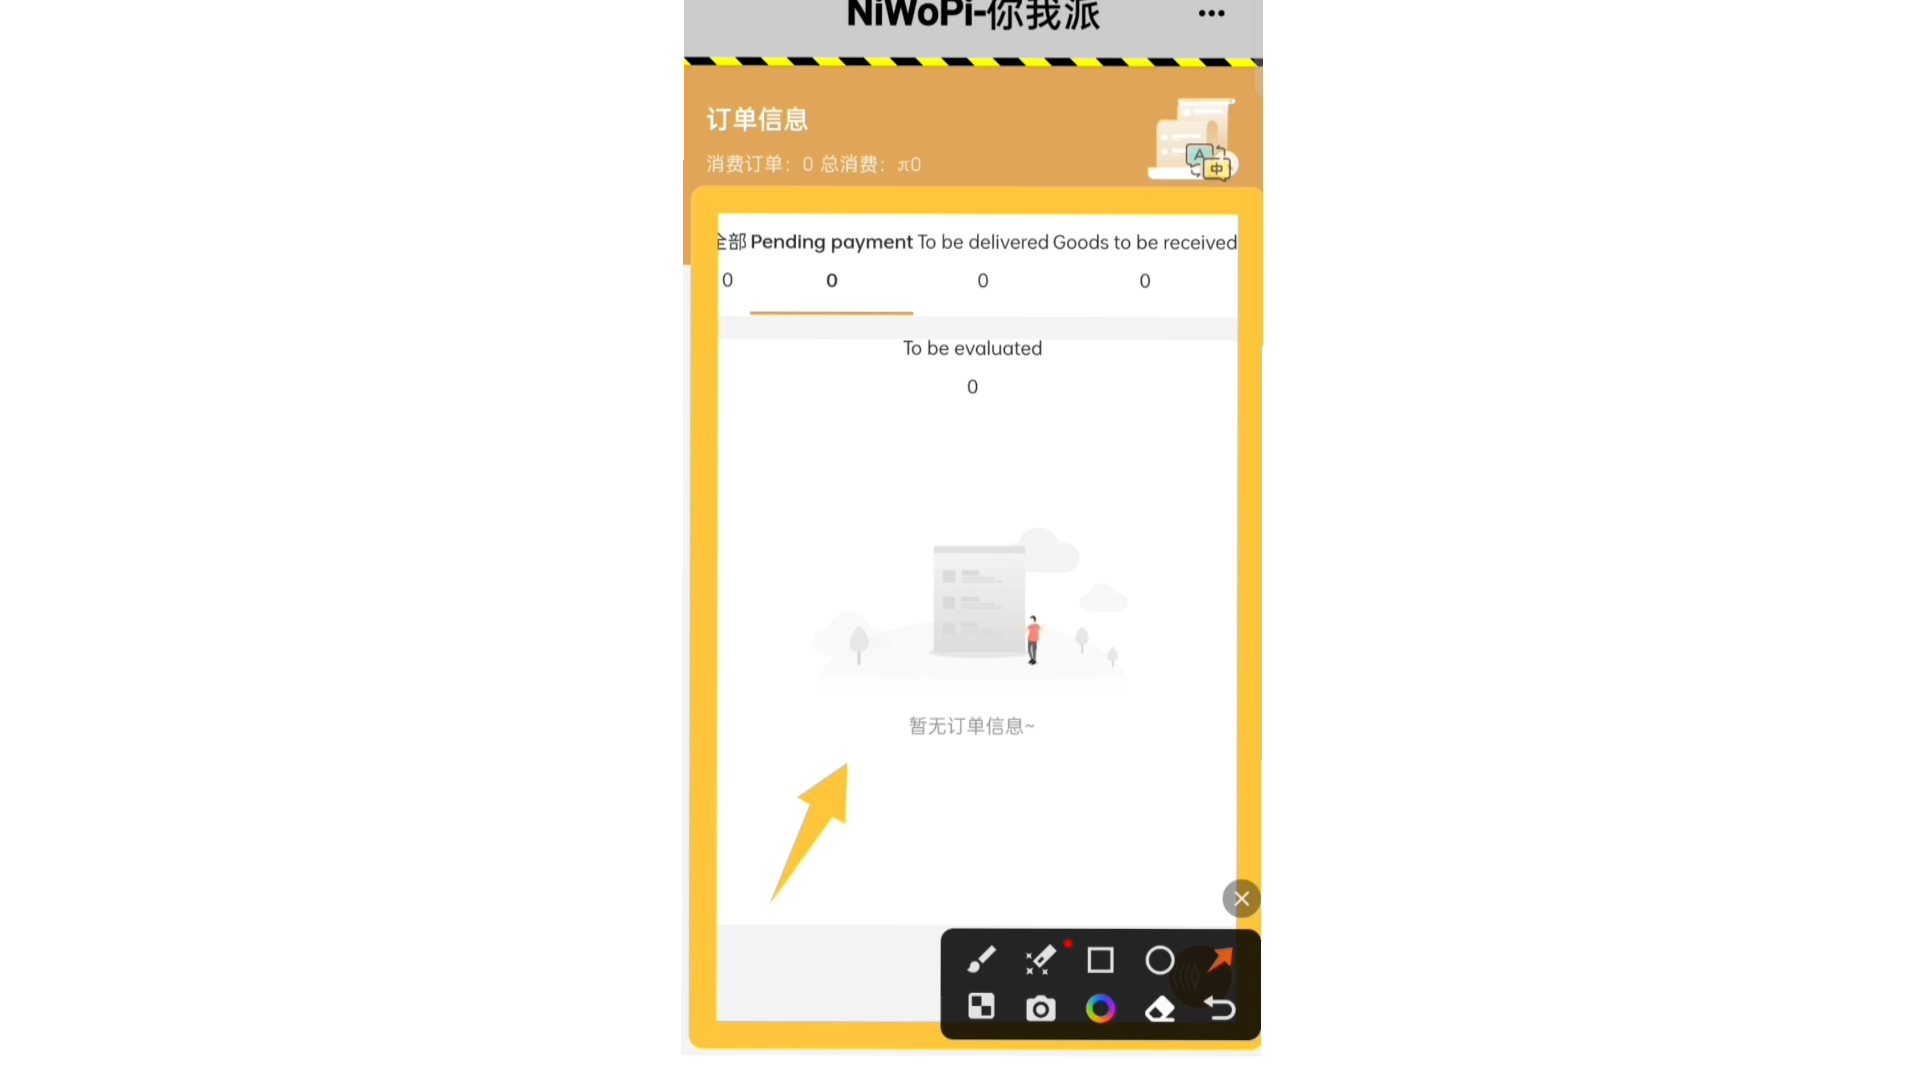 NiWoPi-你我派
订单信息
消费订单：0 总消费：π0
全部 Pending payment To be delivered Goods to be received
0 0 0 0
To be evaluated
0
暂无订单信息~